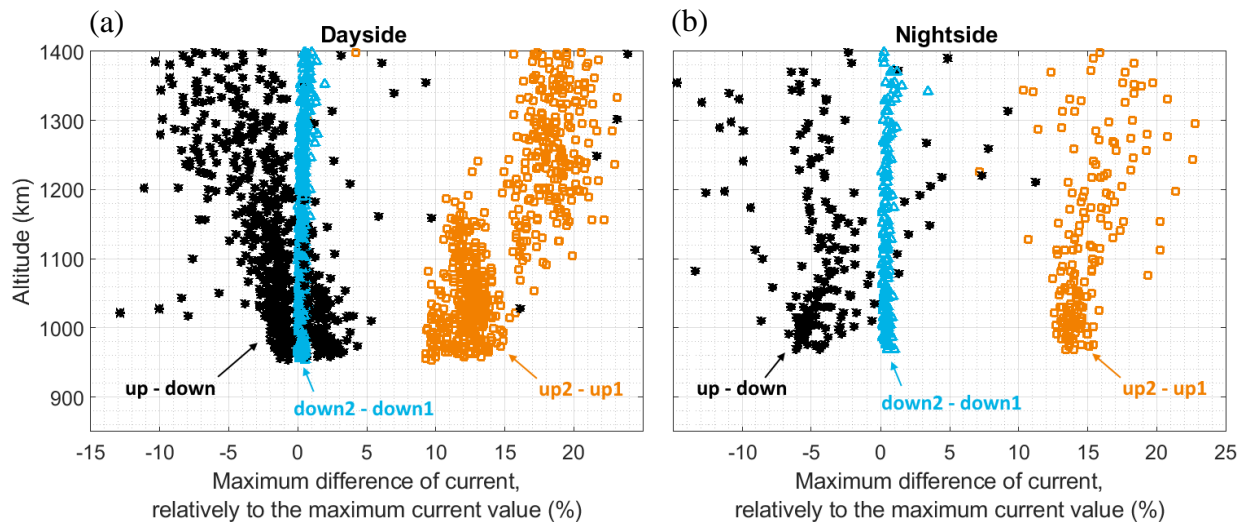 (a)
Dayside
(b)
Nightside
Altitude (km)
1400
1300
1200
1100
1000
900
up - down
down2 - down1
up2 - up1
up - down
down2 - down1
up2 - up1
-15 -10 -5 0 5 10 15 20
-10 -5 0 5 10 15 20 25
Maximum difference of current,
relatively to the maximum current value (%)
Maximum difference of current,
relatively to the maximum current value (%)